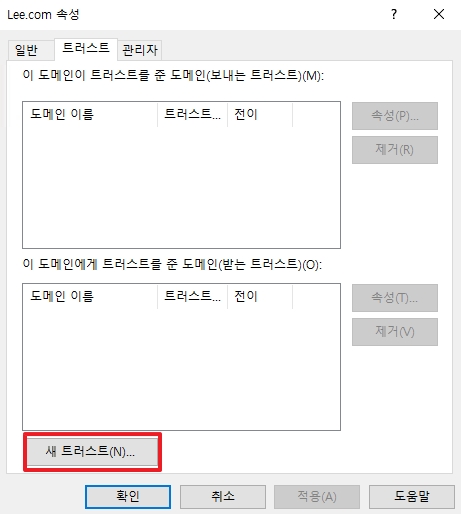 Lee.com 속성
일반 트러스트 관리자
이 도메인이 트러스트를 준 도메인(보내는 트러스트)(M):
도메인 이름 트러스트... 전이
속성(P)...
제거(R)
이 도메인에게 트러스트를 준 도메인(받는 트러스트)(O):
도메인 이름 트러스트... 전이
속성(T)...
제거(V)
새 트러스트(N)...
확인 취소 적용(A) 도움말